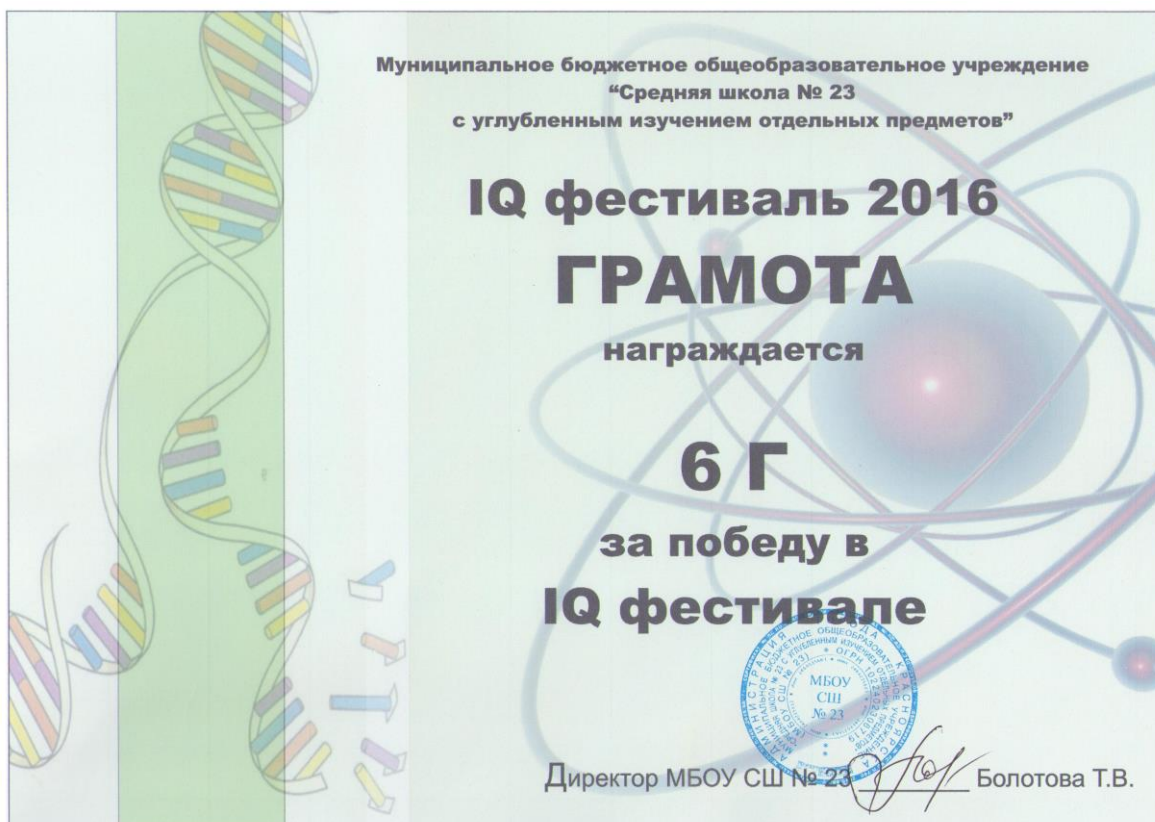 Муниципальное бюджетное общеобразовательное учреждение
“Средняя школа № 23
с углубленным изучением отдельных предметов”
IQ фестиваль 2016
ГРАМОТА
награждается
6 Г
за победу в
IQ фестивале
МБОУ
СШ
№ 23
Директор МБОУ СШ № 23 Болотова Т.В.